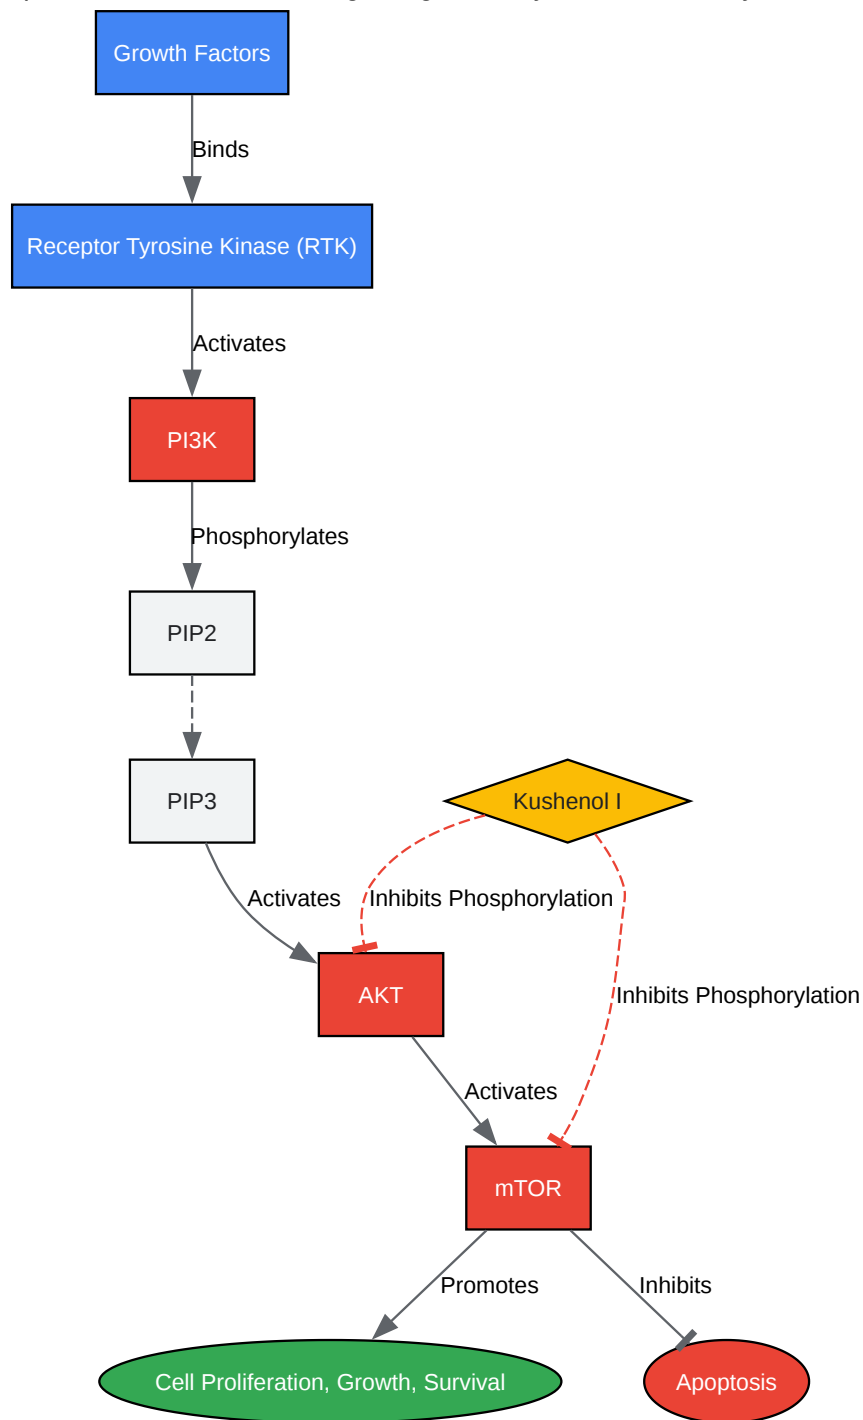 Growth Factors
Binds
Receptor Tyrosine Kinase (RTK)
Activates
PI3K
Phosphorylates
PIP2
PIP3
Kushenol I
Activates
Inhibits Phosphorylation
AKT
Inhibits Phosphorylation
Activates
mTOR
Promotes
Inhibits
Cell Proliferation, Growth, Survival
Apoptosis